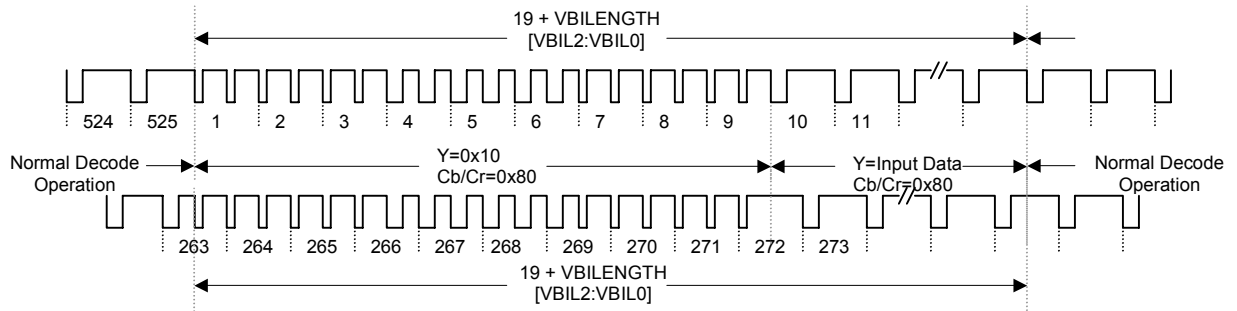 19 + VBILENGTH
[VBIL2:VBIL0]
524 525 1 2 3 4 5 6 7 8 9 10 11
Normal Decode
Operation
Y=0x10
Cb/Cr=0x80
Y=Input Data
Cb/Cr=0x80
Normal Decode
Operation
263 264 265 266 267 268 269 270 271 272 273
19 + VBILENGTH
[VBIL2:VBIL0]